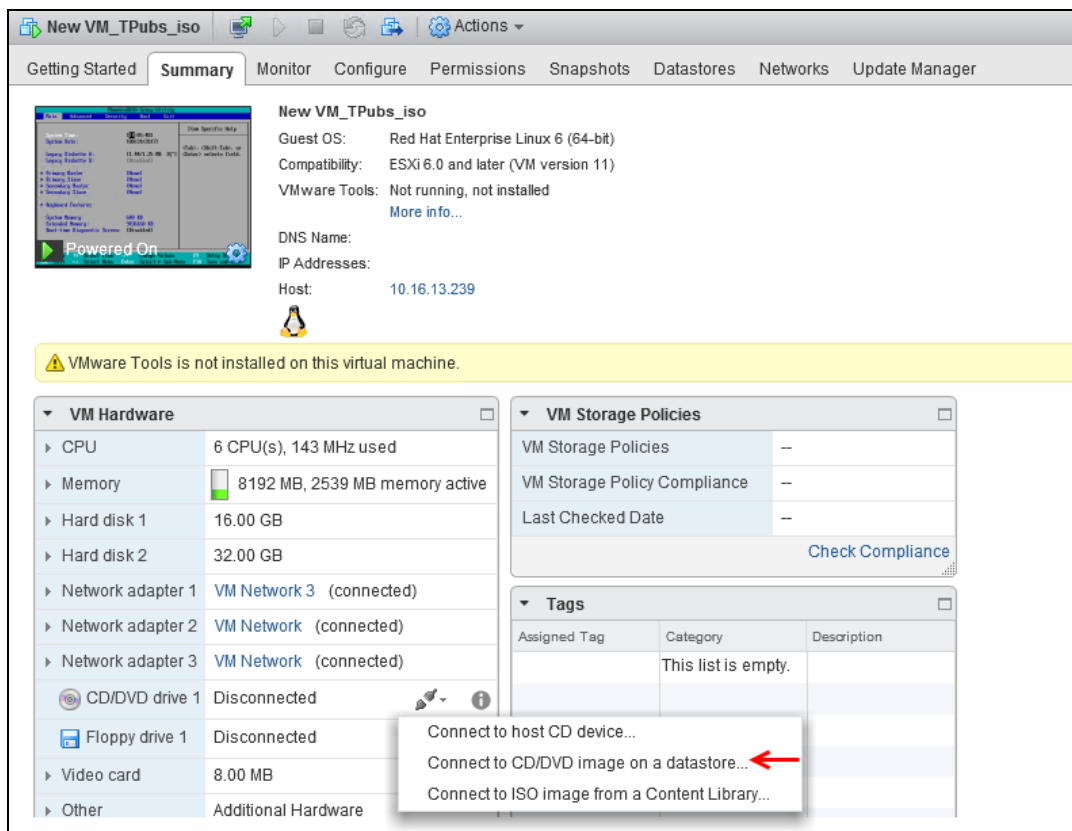 New VM_TPubs_iso Actions
Getting Started Summary Monitor Configure Permissions Snapshots Datastores Networks Update Manager
Powered On
New VM_TPubs_iso
Guest OS: Red Hat Enterprise Linux 6 (64-bit)
Compatibility: ESXi 6.0 and later (VM version 11)
VMware Tools: Not running, not installed
More info...
DNS Name:
IP Addresses:
Host: 10.16.13.239
VMware Tools is not installed on this virtual machine.
VM Hardware
CPU 6 CPU(s), 143 MHz used
Memory 8192 MB, 2539 MB memory active
Hard disk 1 16.00 GB
Hard disk 2 32.00 GB
Network adapter 1 VM Network 3 (connected)
Network adapter 2 VM Network (connected)
Network adapter 3 VM Network (connected)
CD/DVD drive 1 Disconnected
Floppy drive 1 Disconnected
Video card 8.00 MB
Other Additional Hardware
VM Storage Policies
VM Storage Policies --
VM Storage Policy Compliance --
Last Checked Date --
Check Compliance
Tags
Assigned Tag Category Description
This list is empty.
Connect to host CD device...
Connect to CD/DVD image on a datastore...
Connect to ISO image from a Content Library...